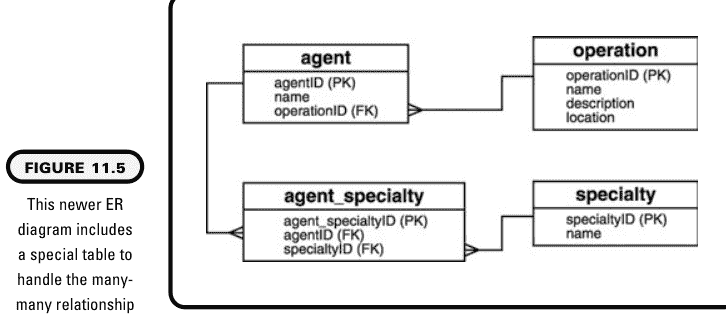 agent
agentID (PK)
name
operationID (FK)
operation
operationID (PK)
name
description
location
agent_specialty
agent_specialtyID (PK)
agentID (FK)
specialtyID (FK)
specialty
specialtyID (PK)
name
FIGURE 11.5
This newer ER
diagram includes
a special table to
handle the many-
many relationship